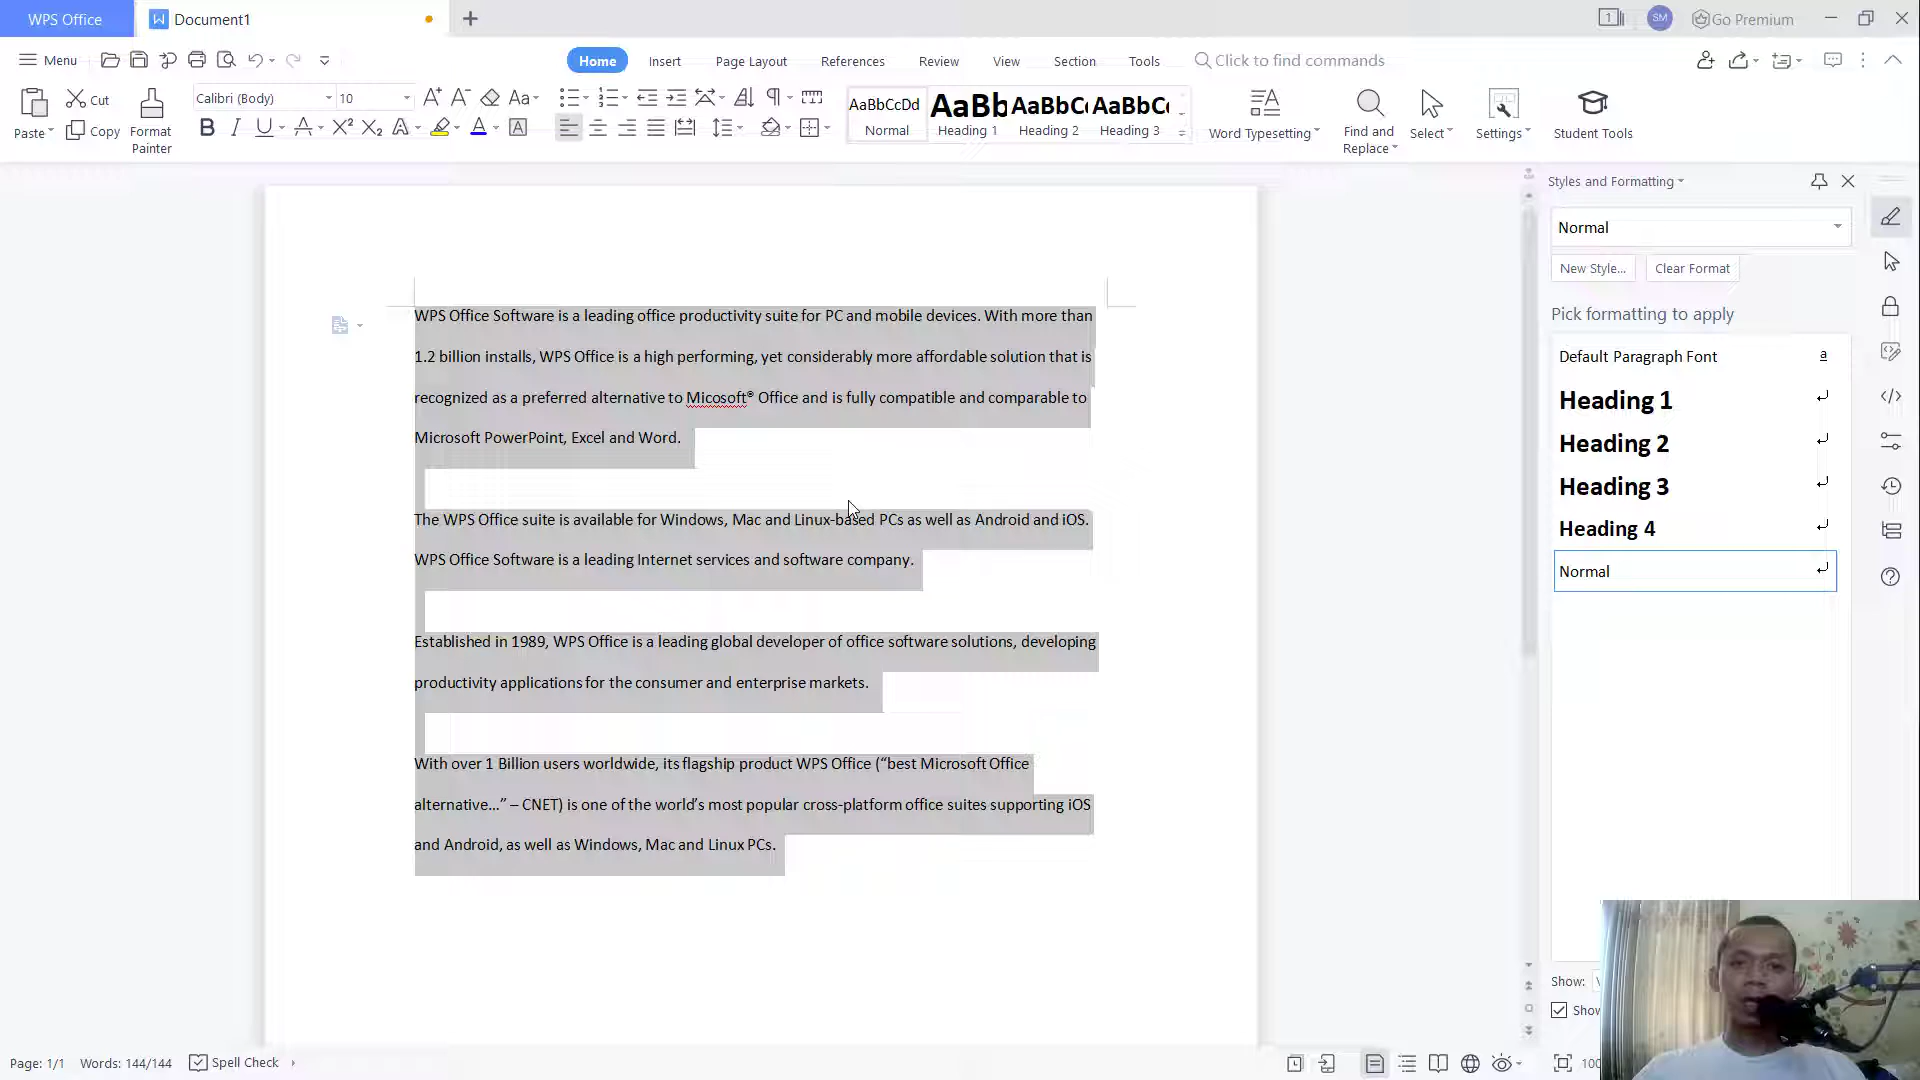 WPS Office
Document1
1
SM
Go Premium
Menu
Home
Insert
Page Layout
References
Review
View
Section
Tools
Click to find commands
Paste
Cut
Copy
Format
Painter
Calibri (Body)
10
AaBbCcDd
Normal
AaBb
Heading 1
AaBbC
Heading 2
AaBbC
Heading 3
Word Typesetting
Find and
Replace
Select
Settings
Student Tools
WPS Office Software is a leading office productivity suite for PC and mobile devices. With more than
1.2 billion installs, WPS Office is a high performing, yet considerably more affordable solution that is
recognized as a preferred alternative to Micosoft® Office and is fully compatible and comparable to
Microsoft PowerPoint, Excel and Word.
The WPS Office suite is available for Windows, Mac and Linux-based PCs as well as Android and iOS.
WPS Office Software is a leading Internet services and software company.
Established in 1989, WPS Office is a leading global developer of office software solutions, developing
productivity applications for the consumer and enterprise markets.
With over 1 Billion users worldwide, its flagship product WPS Office (“best Microsoft Office
alternative...” – CNET) is one of the world’s most popular cross-platform office suites supporting iOS
and Android, as well as Windows, Mac and Linux PCs.
Styles and Formatting
Normal
New Style...
Clear Format
Pick formatting to apply
Default Paragraph Font
a
Heading 1
Heading 2
Heading 3
Heading 4
Normal
Show:
Page: 1/1
Words: 144/144
Spell Check